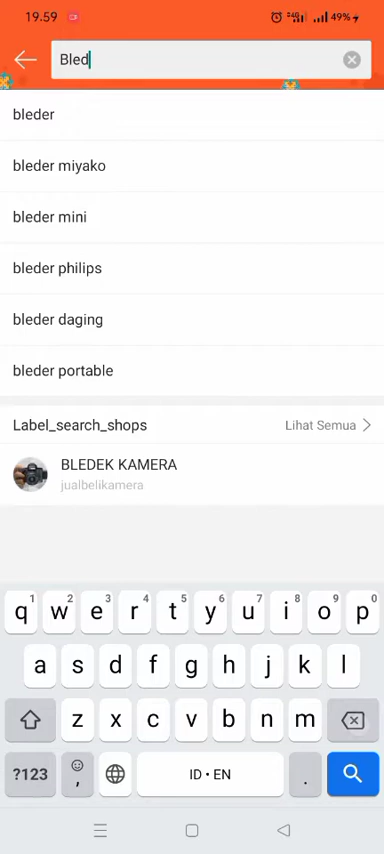 19.59
49%
Bled
bleder
bleder miyako
bleder mini
bleder philips
bleder daging
bleder portable
Label_search_shops Lihat Semua
BLEDEK KAMERA
jualbelikamera
1 2 3 4 5 6 7 8 9 0
q w e r t y u i o p
a s d f g h j k l
z x c v b n m
?123 , ID • EN .